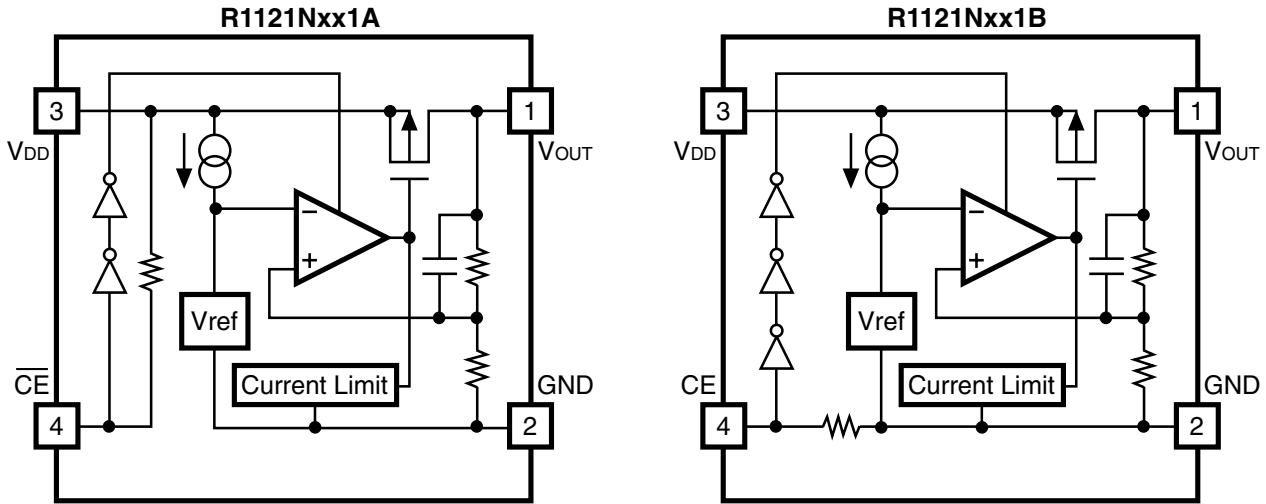 R1121Nxx1A
3
VDD
1
VOUT
−
+
Vref
Current Limit
C̅E̅
4
GND
2
R1121Nxx1B
3
VDD
1
VOUT
−
+
Vref
Current Limit
CE
4
GND
2